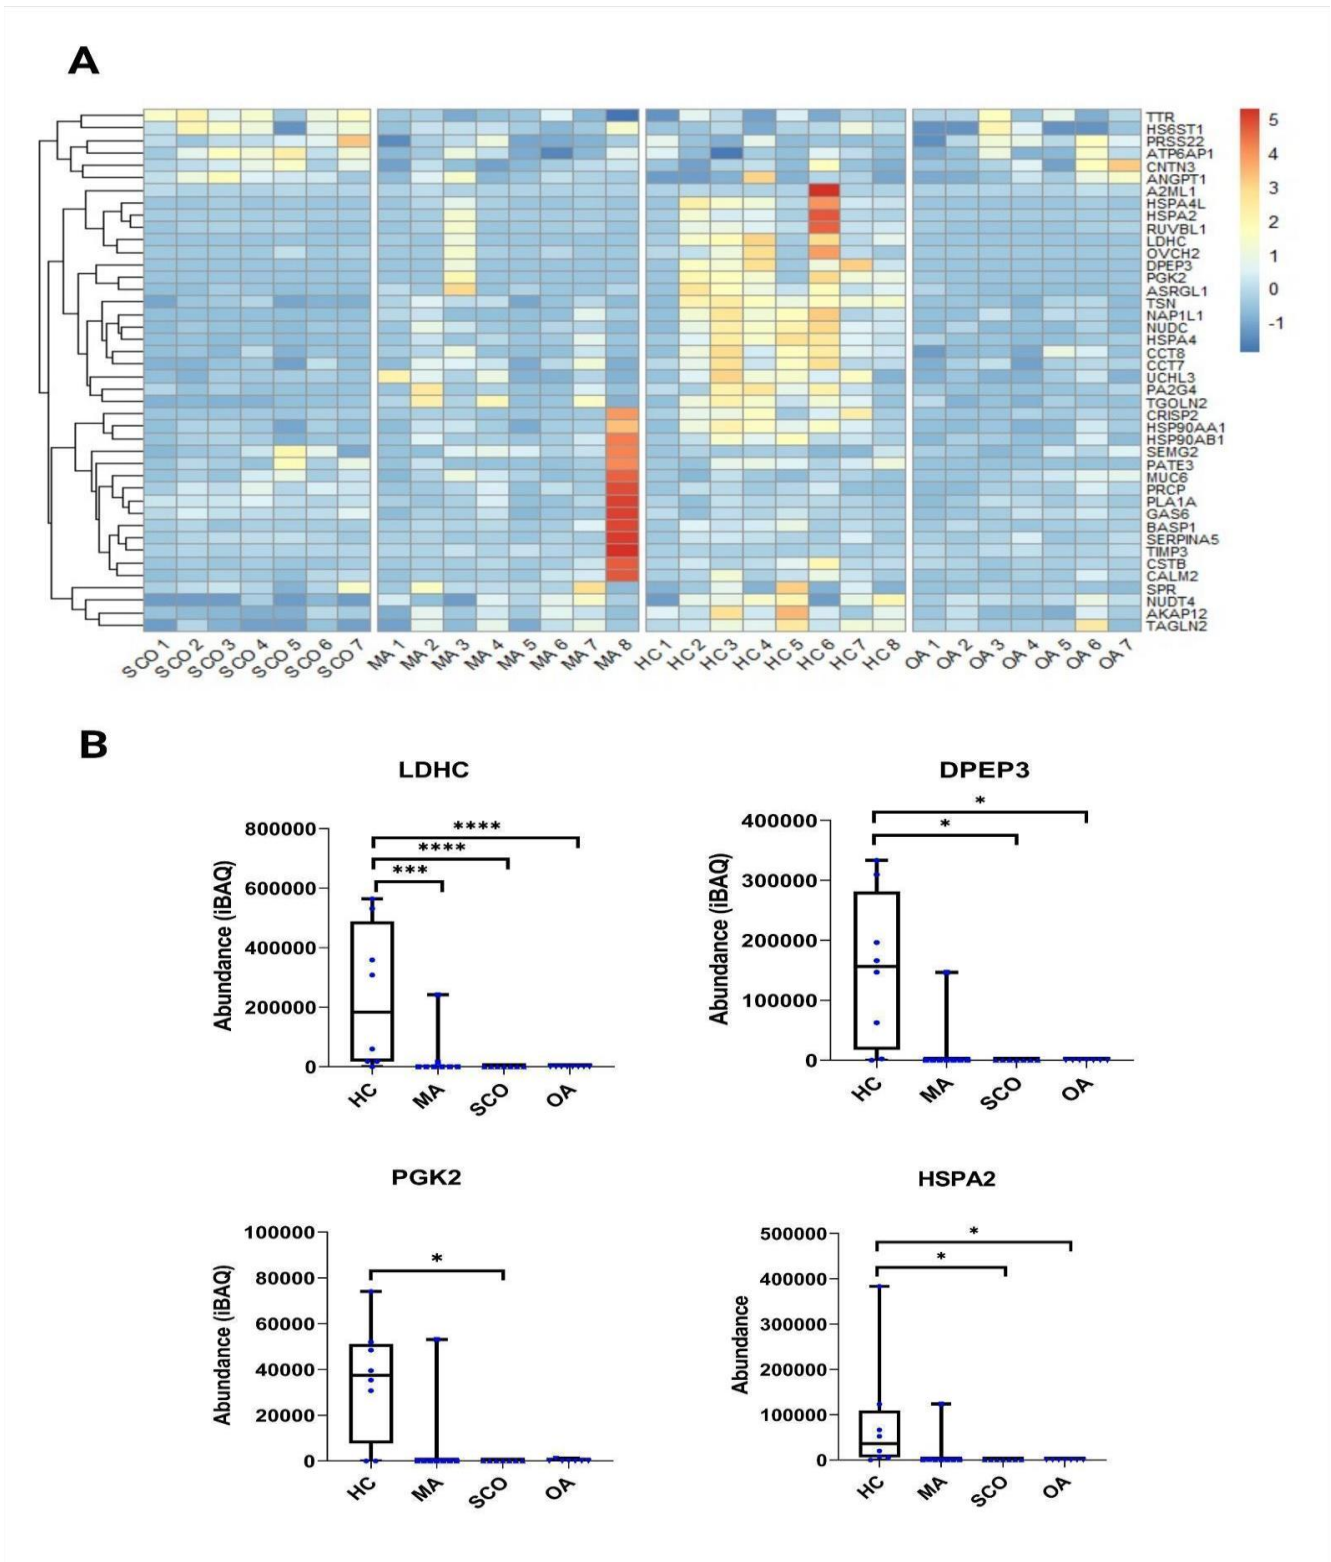 A
TTR
HS6ST1
PRSS22
ATP6AP1
CNTN3
ANGPT1
A2ML1
HSPA4L
HSPA2
RUVBL1
LDHC
OVCH2
DPEP3
PGK2
ASRGL1
TSN
NAP1L1
NUDC
HSPA4
CCT8
CCT7
UCHL3
PA2G4
TGOLN2
CRISP2
HSP90AA1
HSP90AB1
SEMG2
PATE3
MUC6
PRCP
PLA1A
GAS6
BASP1
SERPINA5
TIMP3
CSTB
CALM2
SPR
NUDT4
AKAP12
TAGLN2
5
4
3
2
1
0
-1
SCO 1 SCO 2 SCO 3 SCO 4 SCO 5 SCO 6 SCO 7 MA 1 MA 2 MA 3 MA 4 MA 5 MA 6 MA 7 MA 8 HC 1 HC 2 HC 3 HC 4 HC 5 HC 6 HC 7 HC 8 OA 1 OA 2 OA 3 OA 4 OA 5 OA 6 OA 7
B
LDHC
Abundance (iBAQ)
800000
600000
400000
200000
0
****
****
***
HC MA SCO OA
DPEP3
Abundance (iBAQ)
400000
300000
200000
100000
0
*
*
HC MA SCO OA
PGK2
Abundance (iBAQ)
100000
80000
60000
40000
20000
0
*
HC MA SCO OA
HSPA2
Abundance
500000
400000
300000
200000
100000
0
*
*
HC MA SCO OA